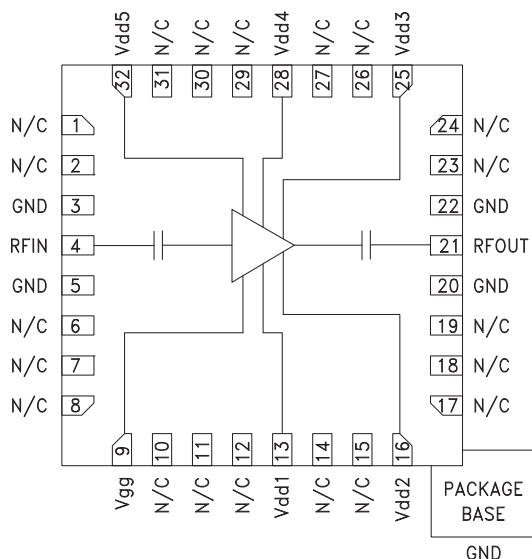 Vdd5 N/C N/C N/C Vdd4 N/C N/C Vdd3
32 31 30 29 28 27 26 25
N/C 1
N/C 2
GND 3
RFIN 4
GND 5
N/C 6
N/C 7
N/C 8
24 N/C
23 N/C
22 GND
21 RFOUT
20 GND
19 N/C
18 N/C
17 N/C
9 10 11 12 13 14 15 16
Vgg N/C N/C N/C Vdd1 N/C N/C Vdd2
PACKAGE
BASE
GND